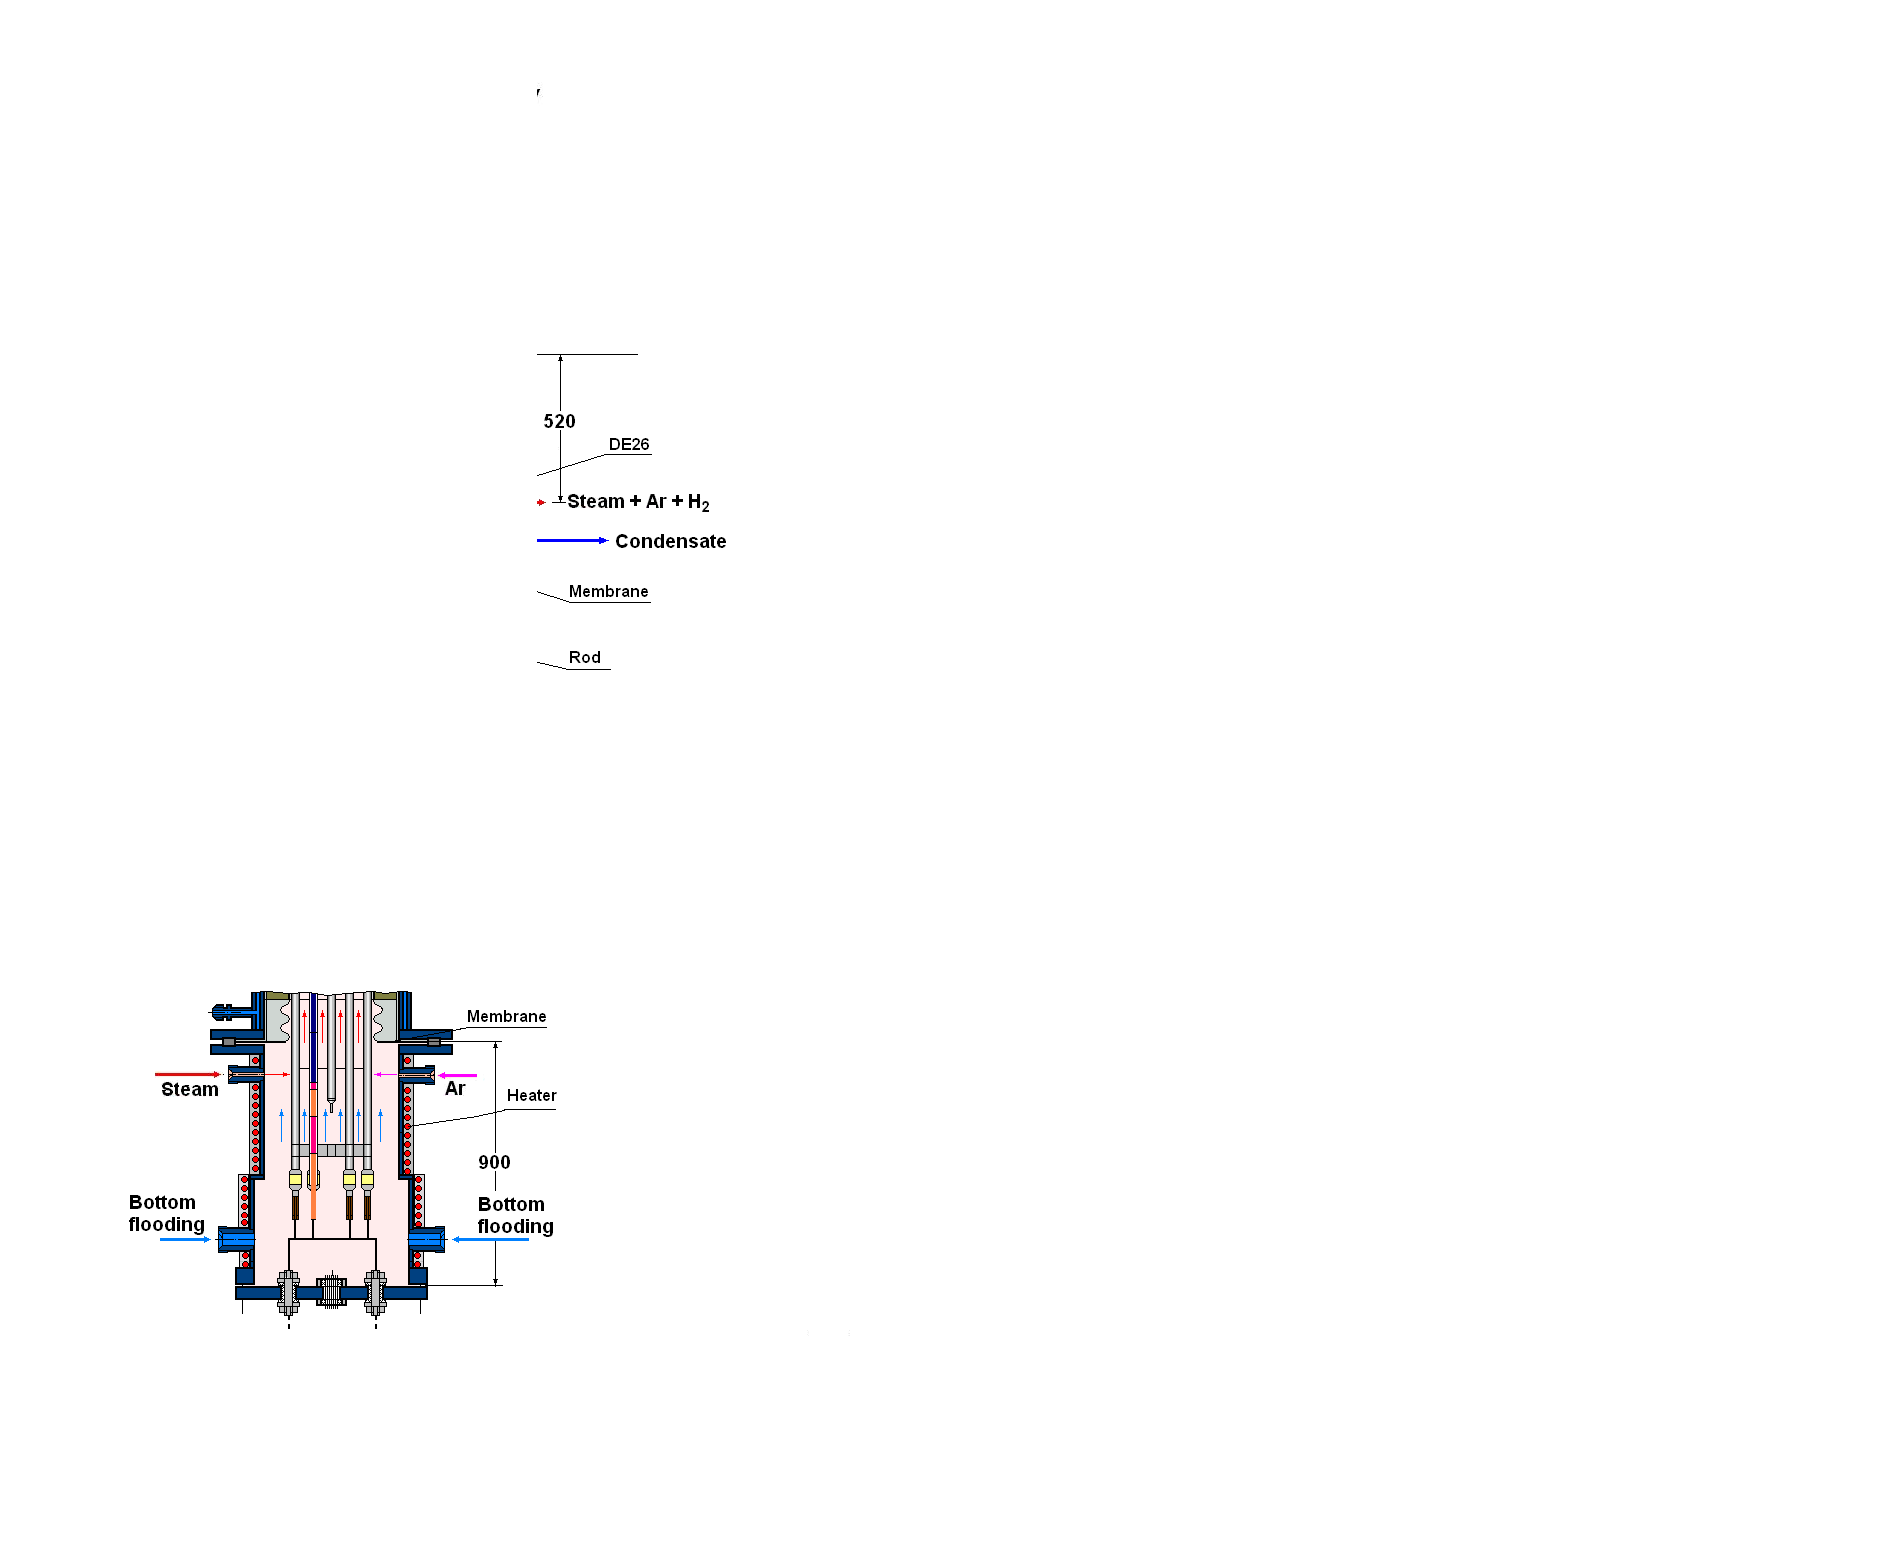 520
DE26
Steam + Ar + H2
Condensate
Membrane
Rod
Membrane
Steam
Ar
Heater
900
Bottom
flooding
Bottom
flooding